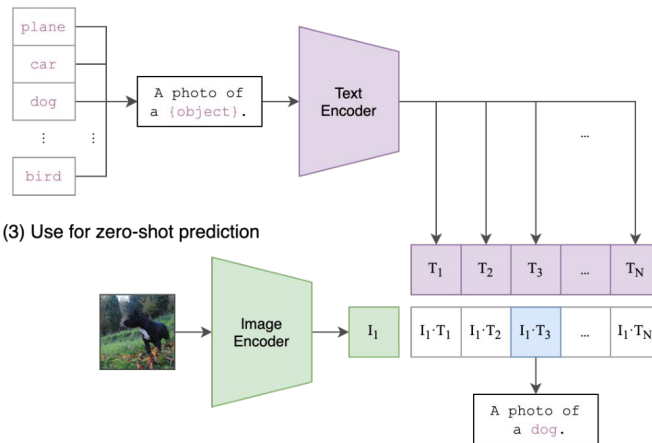 plane
car
dog
⋮ ⋮
bird
A photo of
a {object}.
Text
Encoder
...
(3) Use for zero-shot prediction
T1 T2 T3 ... TN
Image
Encoder
I1
I1·T1 I1·T2 I1·T3 ... I1·TN
A photo of
a dog.